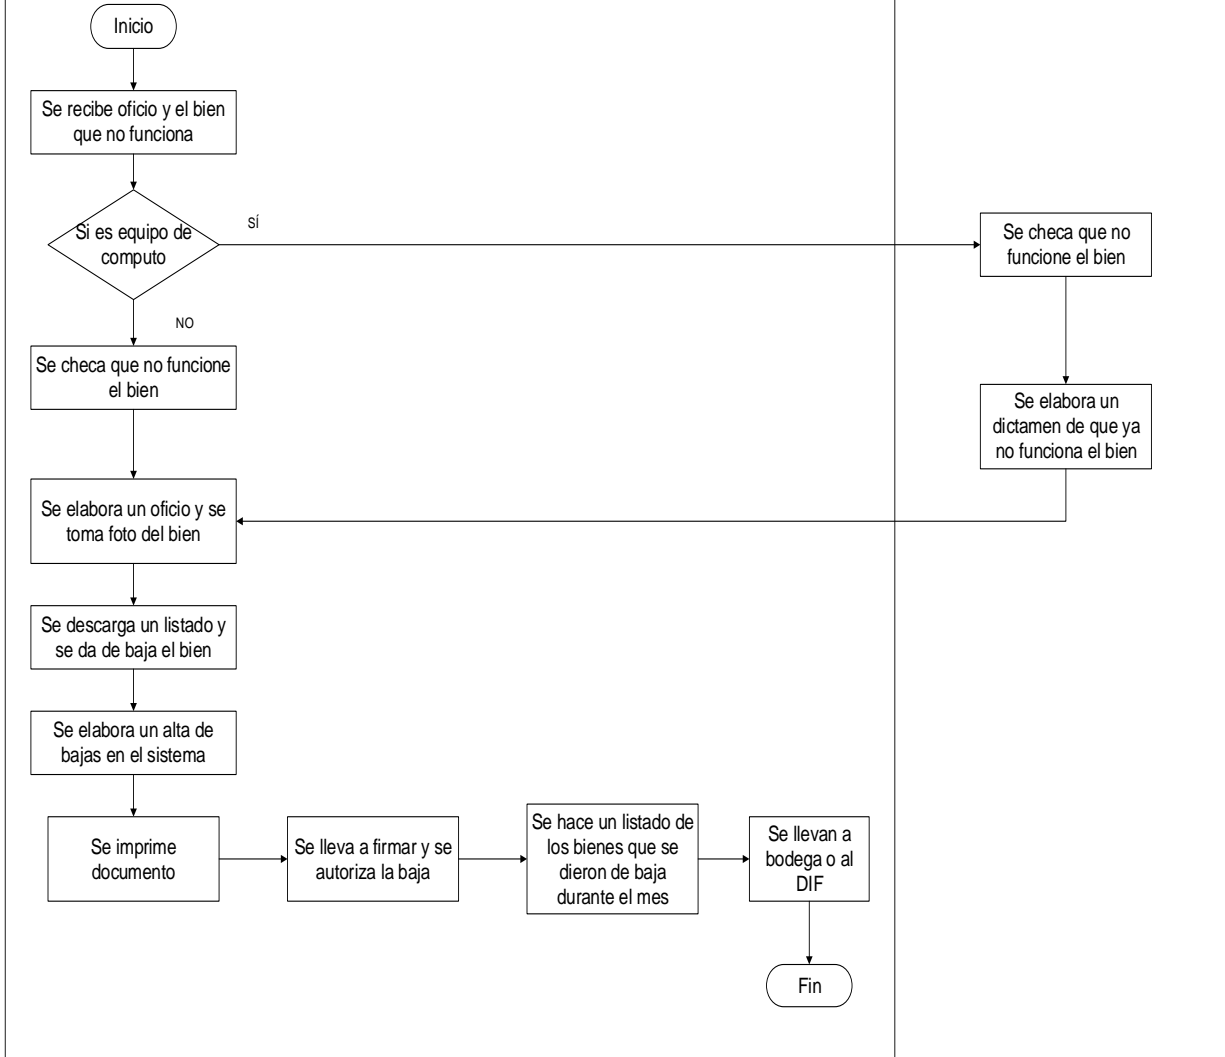 Inicio
Se recibe oficio y el bien
que no funciona
Si es equipo de
computo
SÍ
Se checa que no
funcione el bien
NO
Se checa que no funcione
el bien
Se elabora un
dictamen de que ya
no funciona el bien
Se elabora un oficio y se
toma foto del bien
Se descarga un listado y
se da de baja el bien
Se elabora un alta de
bajas en el sistema
Se imprime
documento
Se lleva a firmar y se
autoriza la baja
Se hace un listado de
los bienes que se
dieron de baja
durante el mes
Se llevan a
bodega o al
DIF
Fin